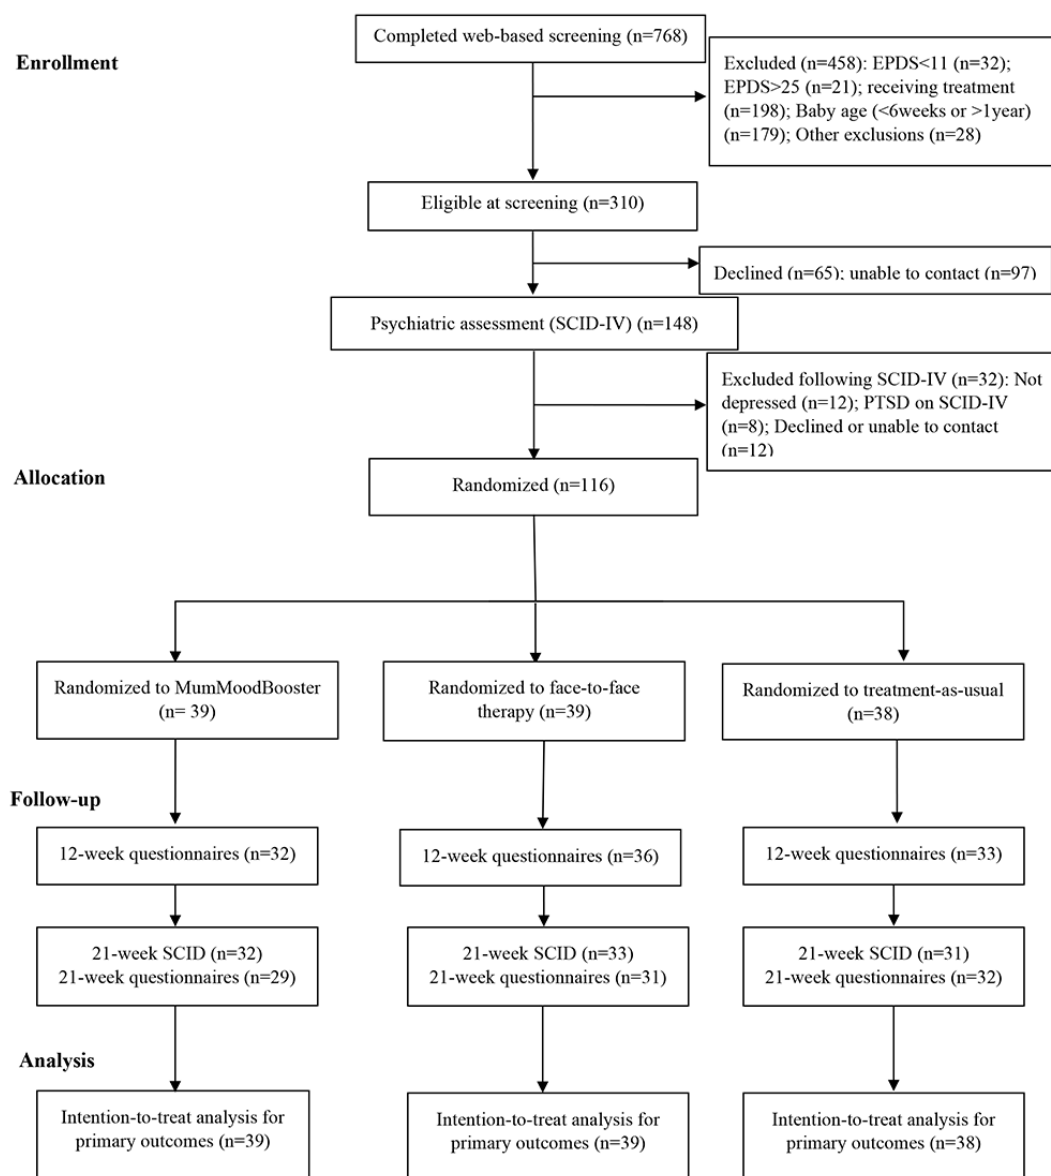 Completed web-based screening (n=768)
Enrollment
Excluded (n=458): EPDS<11 (n=32);
EPDS>25 (n=21); receiving treatment
(n=198); Baby age (<6weeks or >1year)
(n=179); Other exclusions (n=28)
Eligible at screening (n=310)
Declined (n=65); unable to contact (n=97)
Psychiatric assessment (SCID-IV) (n=148)
Excluded following SCID-IV (n=32): Not
depressed (n=12); PTSD on SCID-IV
(n=8); Declined or unable to contact
(n=12)
Allocation
Randomized (n=116)
Randomized to MumMoodBooster
(n= 39)
Randomized to face-to-face
therapy (n=39)
Randomized to treatment-as-usual
(n=38)
Follow-up
12-week questionnaires (n=32)
12-week questionnaires (n=36)
12-week questionnaires (n=33)
21-week SCID (n=32)
21-week questionnaires (n=29)
21-week SCID (n=33)
21-week questionnaires (n=31)
21-week SCID (n=31)
21-week questionnaires (n=32)
Analysis
Intention-to-treat analysis for
primary outcomes (n=39)
Intention-to-treat analysis for
primary outcomes (n=39)
Intention-to-treat analysis for
primary outcomes (n=38)